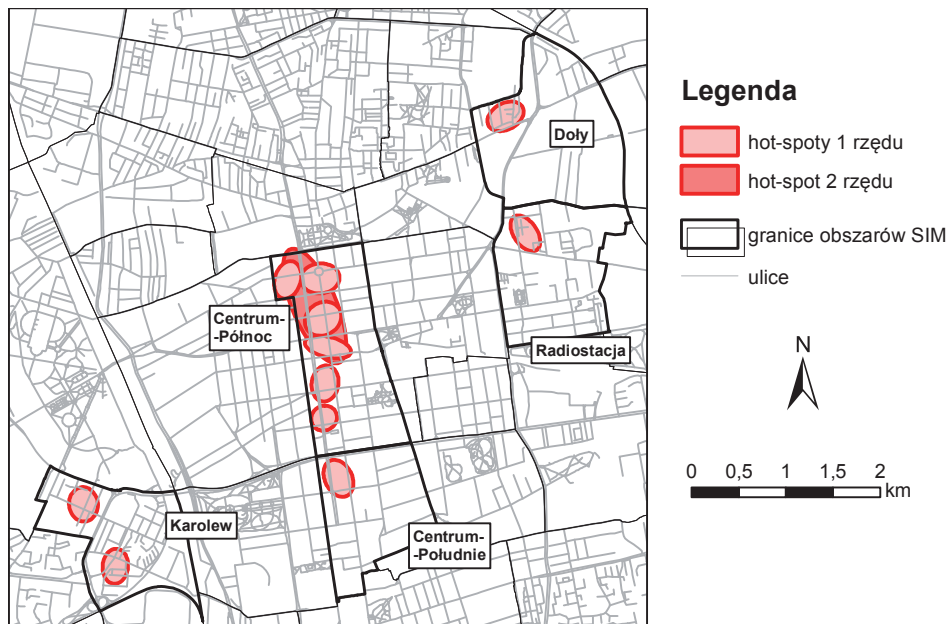 Doły
Centrum-
-Północ
Radiostacja
Karolew
Centrum-
-Południe
Legenda
hot-spoty 1 rzędu
hot-spot 2 rzędu
granice obszarów SIM
ulice
N
0 0,5 1 1,5 2
km